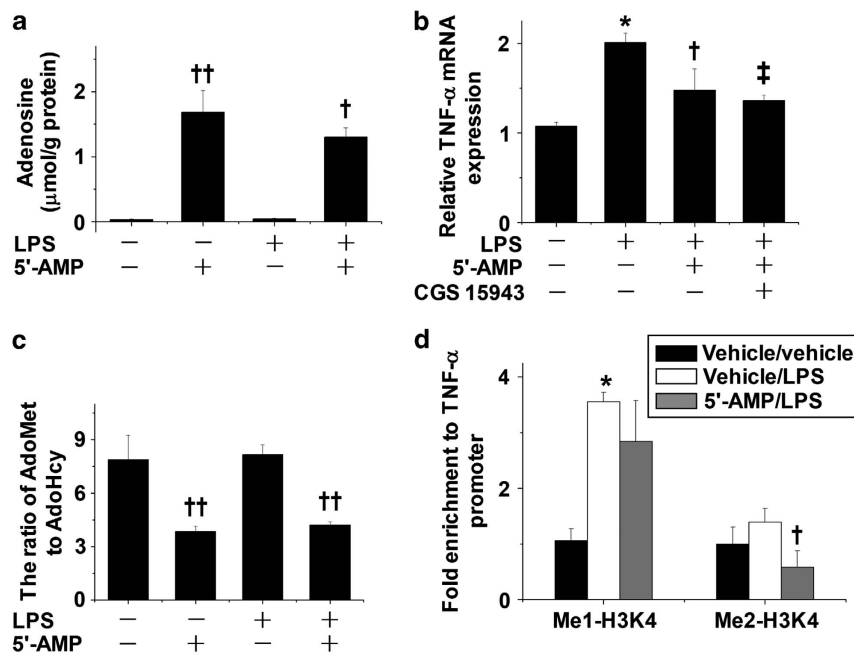 a
Adenosine
(μmol/g protein)
2
1
0
††
†
LPS – – + +
5'-AMP – + – +
b
Relative TNF-α mRNA
expression
2
1
0
*
†
‡
LPS – + + +
5'-AMP – – + +
CGS 15943 – – – +
c
The ratio of AdoMet
to AdoHcy
9
6
3
0
††
††
LPS – – + +
5'-AMP – + – +
d
Fold enrichment to TNF-α
promoter
4
2
0
Vehicle/vehicle
Vehicle/LPS
5'-AMP/LPS
*
†
Me1-H3K4 Me2-H3K4